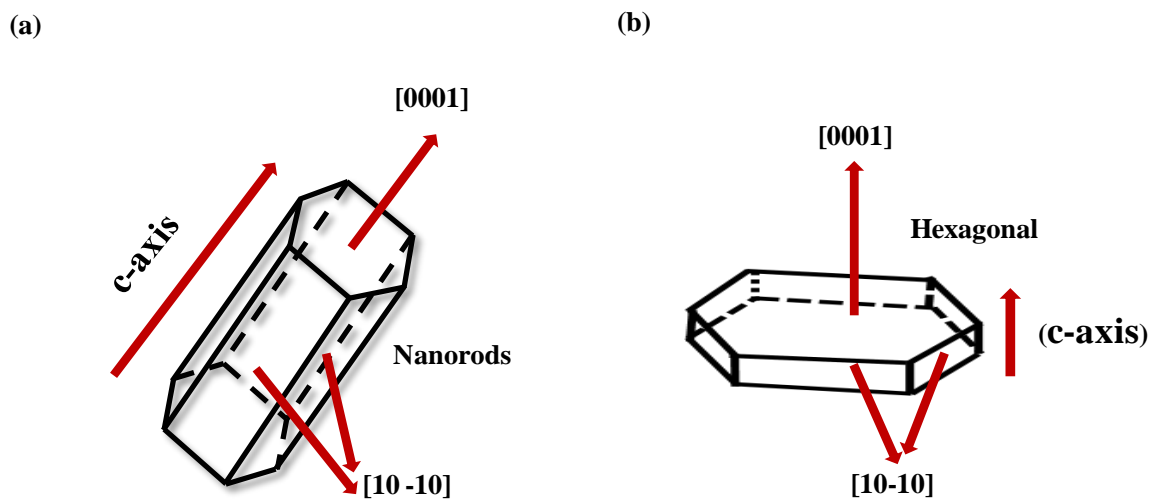 (a)
[0001]
c-axis
Nanorods
[10 -10]
(b)
[0001]
Hexagonal
(c-axis)
[10-10]